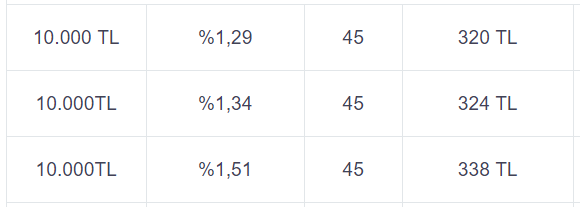 10.000 TL %1,29 45 320 TL
10.000TL %1,34 45 324 TL
10.000TL %1,51 45 338 TL